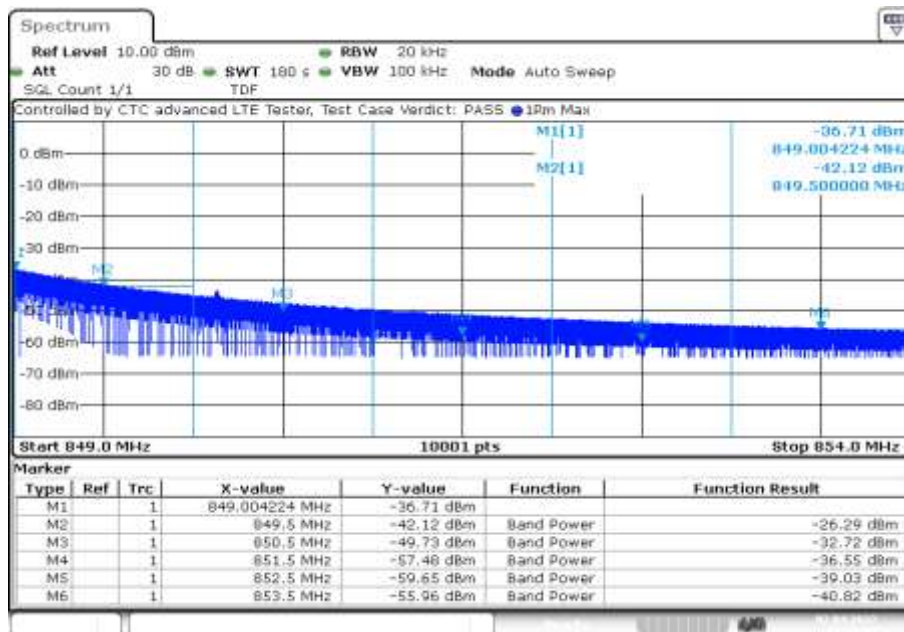 Spectrum
Ref Level 10.00 dBm RBW 20 kHz
Att 30 dB SWT 180 s VBW 100 kHz Mode Auto Sweep
SGL Count 1/1 TDF
Controlled by CTC advanced LTE Tester, Test Case Verdict: PASS 1Rm Max
M1[1] -36.71 dBm
849.004224 MHz
M2[1] -42.12 dBm
849.500000 MHz
0 dBm
-10 dBm
-20 dBm
-30 dBm
M2
M3
-60 dBm
-70 dBm
-80 dBm
Start 849.0 MHz 10001 pts Stop 854.0 MHz
Marker
Type Ref Trc X-value Y-value Function Function Result
M1 1 849.004224 MHz -36.71 dBm
M2 1 849.5 MHz -42.12 dBm Band Power -26.29 dBm
M3 1 850.5 MHz -49.73 dBm Band Power -32.72 dBm
M4 1 851.5 MHz -57.48 dBm Band Power -36.55 dBm
M5 1 852.5 MHz -59.65 dBm Band Power -39.03 dBm
M6 1 853.5 MHz -55.96 dBm Band Power -40.82 dBm